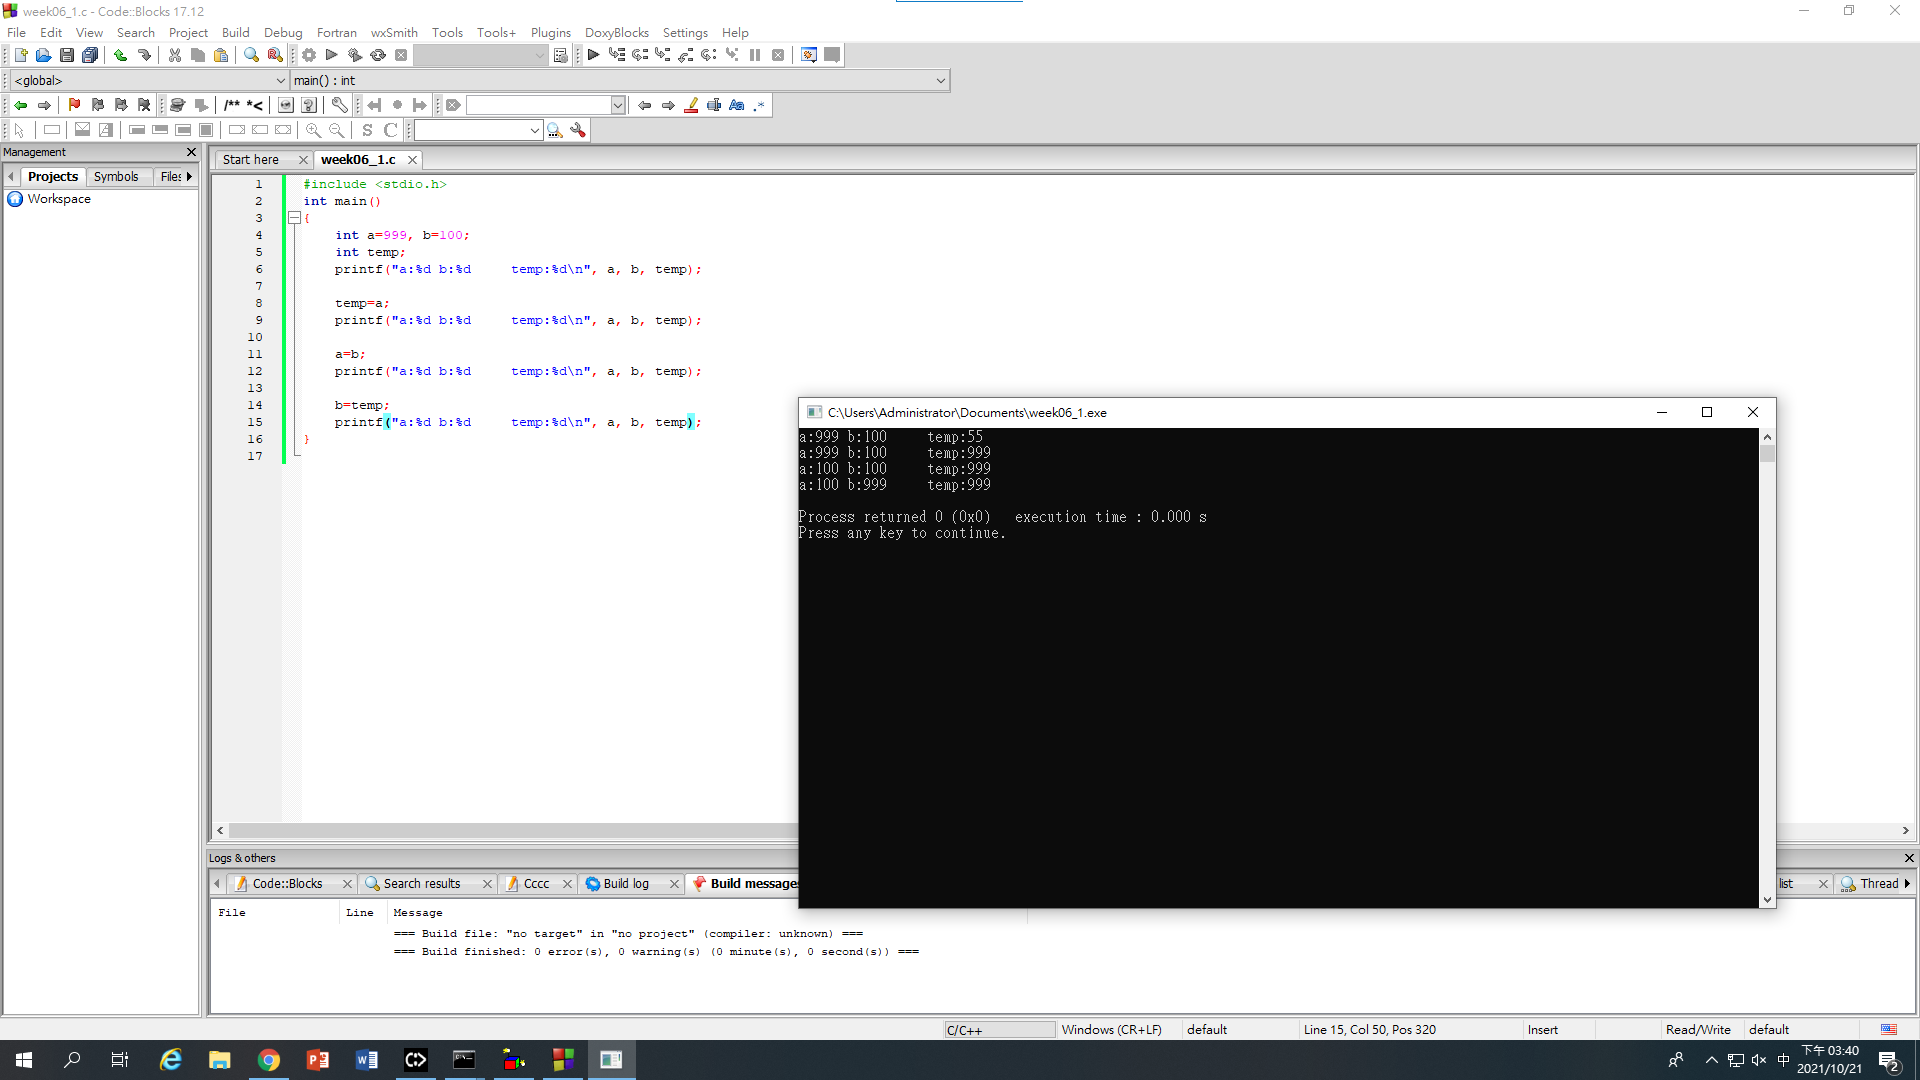 week06_1.c - Code::Blocks 17.12
File Edit View Search Project Build Debug Fortran wxSmith Tools Tools+ Plugins DoxyBlocks Settings Help
<global> main() : int
/** *<
S C
Management
Projects Symbols Files
Workspace
Start here week06_1.c
1 #include <stdio.h>
2 int main()
3 {
4     int a=999, b=100;
5     int temp;
6     printf("a:%d b:%d     temp:%d\n", a, b, temp);
7
8     temp=a;
9     printf("a:%d b:%d     temp:%d\n", a, b, temp);
10
11     a=b;
12     printf("a:%d b:%d     temp:%d\n", a, b, temp);
13
14     b=temp;
15     printf("a:%d b:%d     temp:%d\n", a, b, temp);
16 }
17
C:\Users\Administrator\Documents\week06_1.exe
a:999 b:100     temp:55
a:999 b:100     temp:999
a:100 b:100     temp:999
a:100 b:999     temp:999
Process returned 0 (0x0)   execution time : 0.000 s
Press any key to continue.
Logs & others
Code::Blocks Search results Cccc Build log Build messages list Thread
File Line Message
=== Build file: "no target" in "no project" (compiler: unknown) ===
=== Build finished: 0 error(s), 0 warning(s) (0 minute(s), 0 second(s)) ===
C/C++ Windows (CR+LF) default Line 15, Col 50, Pos 320 Insert Read/Write default
中 下午 03:40
2021/10/21
2